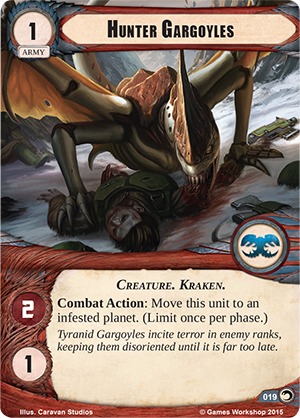 1
HUNTER GARGOYLES
ARMY
CREATURE. KRAKEN.
2
Combat Action: Move this unit to an
infested planet. (Limit once per phase.)
Tyranid Gargoyles incite terror in enemy ranks,
keeping them disoriented until it is far too late.
1
019
Illus. Caravan Studios
© Games Workshop 2015